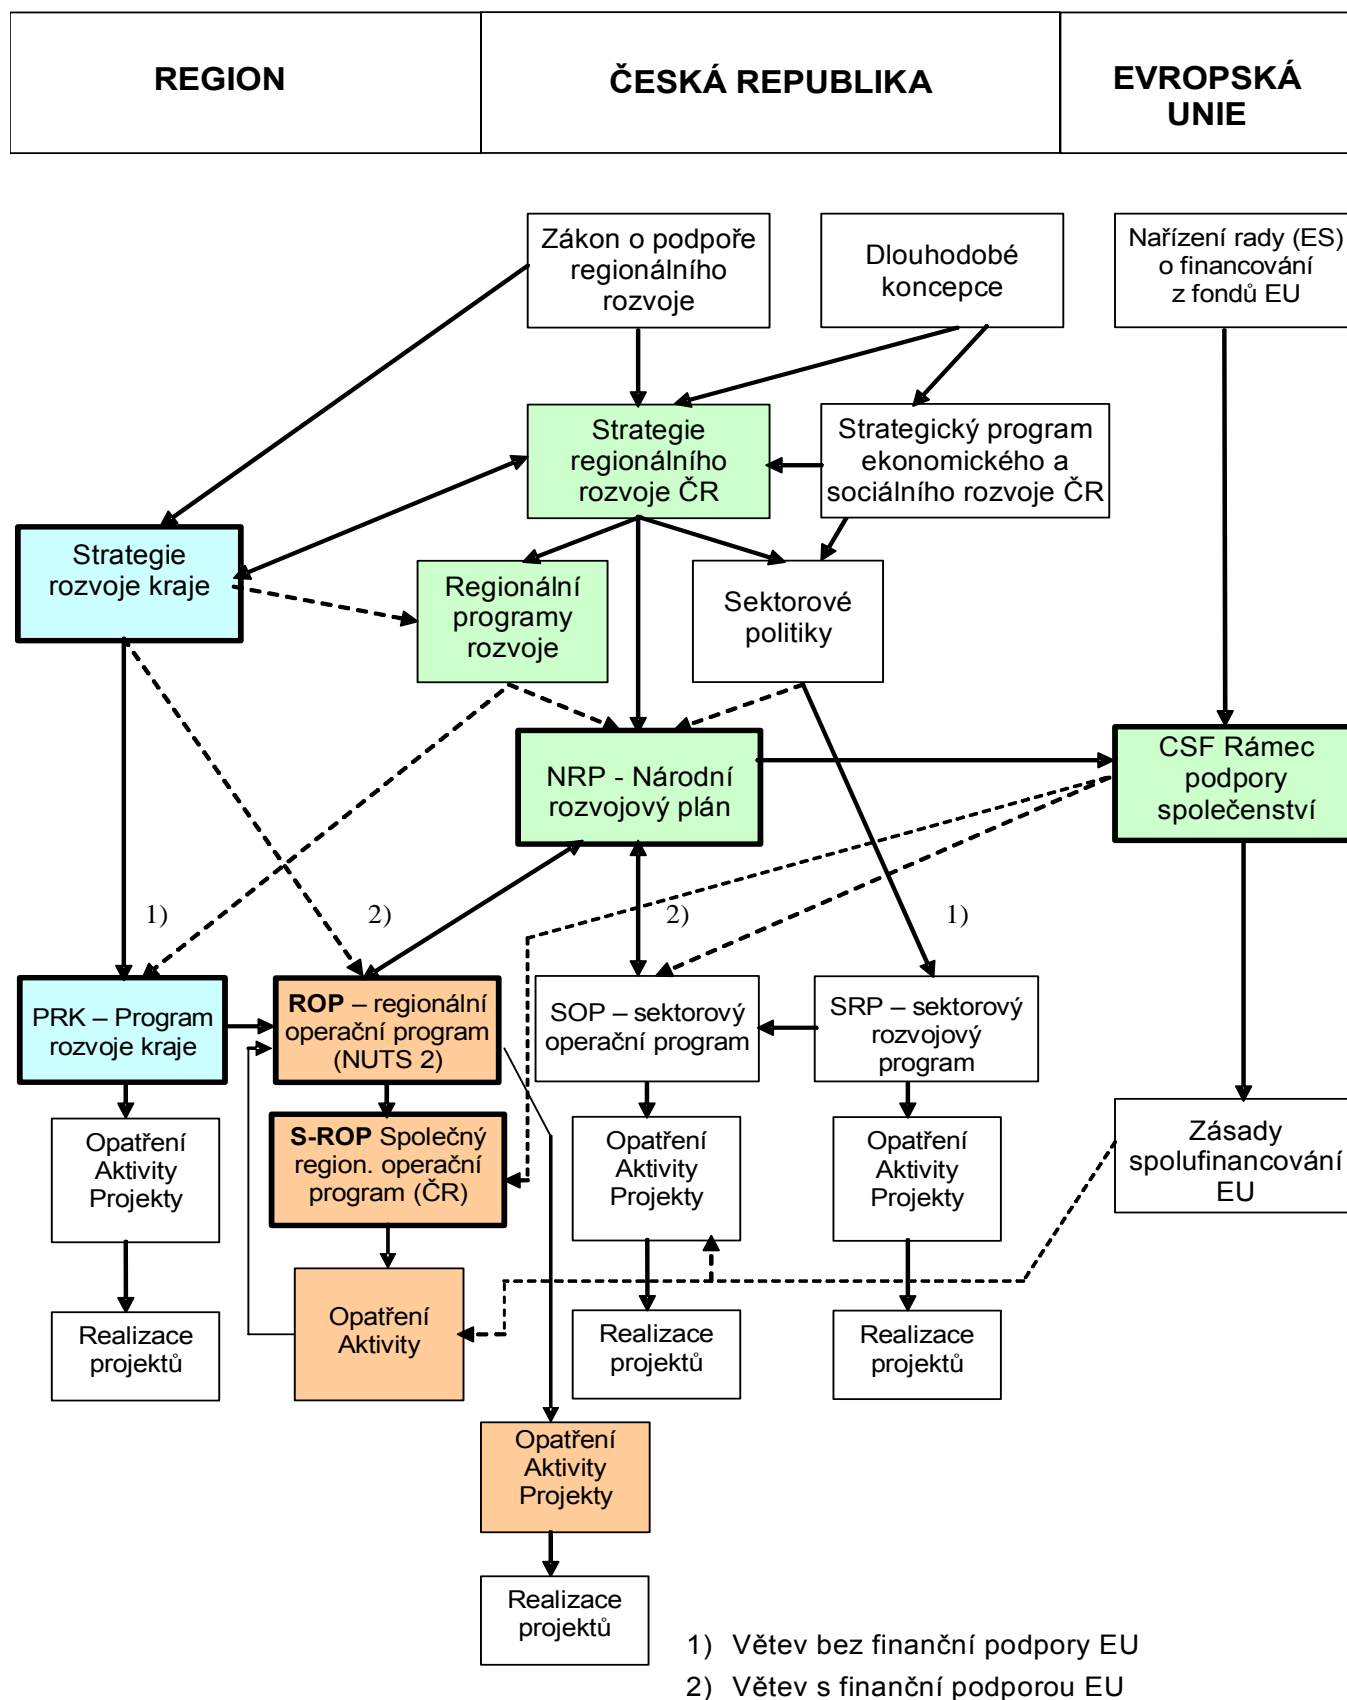 REGION
ČESKÁ REPUBLIKA
EVROPSKÁ
UNIE
Zákon o podpoře
regionálního
rozvoje
Dlouhodobé
koncepce
Nařízení rady (ES)
o financování
z fondů EU
Strategie
regionálního
rozvoje ČR
Strategický program
ekonomického a
sociálního rozvoje ČR
Strategie
rozvoje kraje
Regionální
programy
rozvoje
Sektorové
politiky
NRP - Národní
rozvojový plán
CSF Rámec
podpory
společenství
1)
2)
2)
1)
PRK – Program
rozvoje kraje
ROP – regionální
operační program
(NUTS 2)
SOP – sektorový
operační program
SRP – sektorový
rozvojový
program
Opatření
Aktivity
Projekty
S-ROP Společný
region. operační
program (ČR)
Opatření
Aktivity
Projekty
Opatření
Aktivity
Projekty
Zásady
spolufinancování
EU
Realizace
projektů
Opatření
Aktivity
Realizace
projektů
Realizace
projektů
Opatření
Aktivity
Projekty
Realizace
projektů
1) Větev bez finanční podpory EU
2) Větev s finanční podporou EU